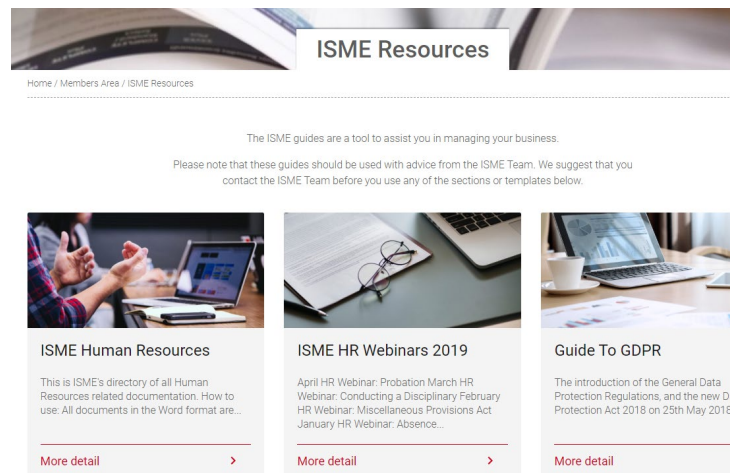 ISME Resources
Home / Members Area / ISME Resources
The ISME guides are a tool to assist you in managing your business.
Please note that these guides should be used with advice from the ISME Team. We suggest that you
contact the ISME Team before you use any of the sections or templates below.
ISME Human Resources
This is ISME's directory of all Human
Resources related documentation. How to
use: All documents in the Word format are...
More detail
ISME HR Webinars 2019
April HR Webinar: Probation March HR
Webinar: Conducting a Disciplinary February
HR Webinar: Miscellaneous Provisions Act
January HR Webinar: Absence...
More detail
Guide To GDPR
The introduction of the General Data
Protection Regulations, and the new D
Protection Act 2018 on 25th May 2018
More detail